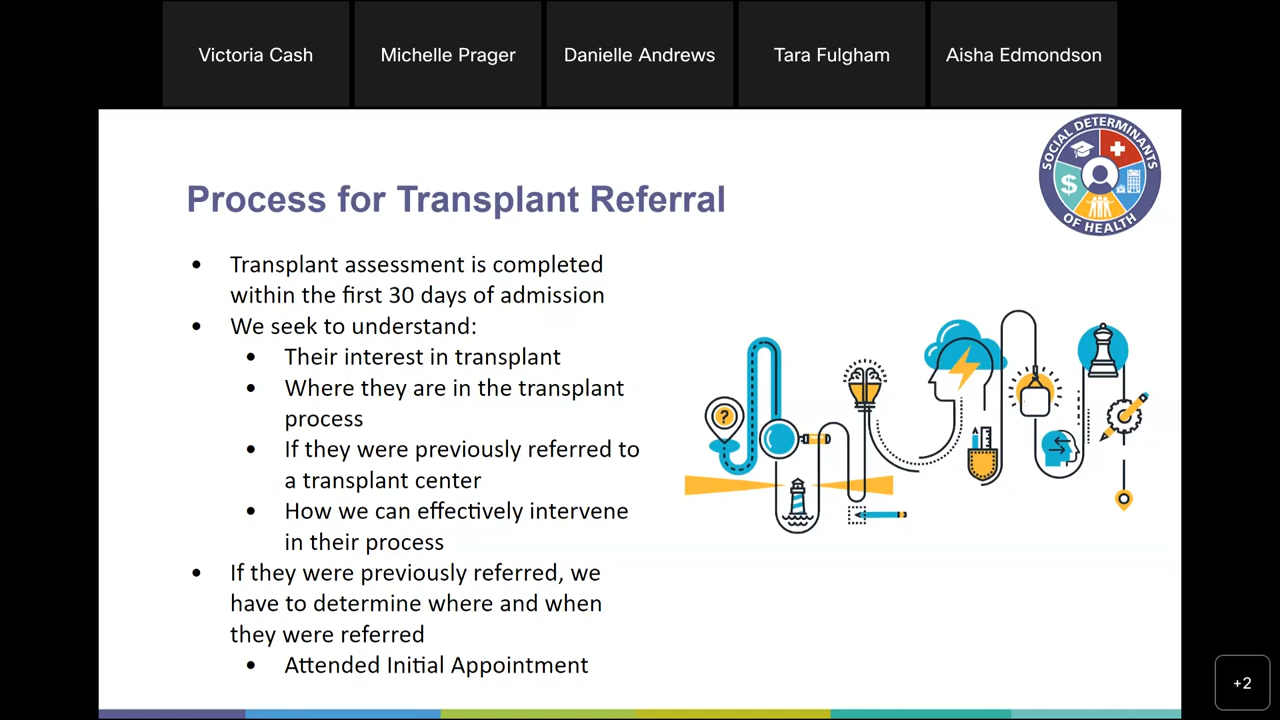 Victoria Cash
Michelle Prager
Danielle Andrews
Tara Fulgham
Aisha Edmondson
SOCIAL DETERMINANTS
OF HEALTH
$
Process for Transplant Referral
• Transplant assessment is completed
within the first 30 days of admission
• We seek to understand:
• Their interest in transplant
• Where they are in the transplant
process
• If they were previously referred to
a transplant center
• How we can effectively intervene
in their process
• If they were previously referred, we
have to determine where and when
they were referred
• Attended Initial Appointment
?
+2